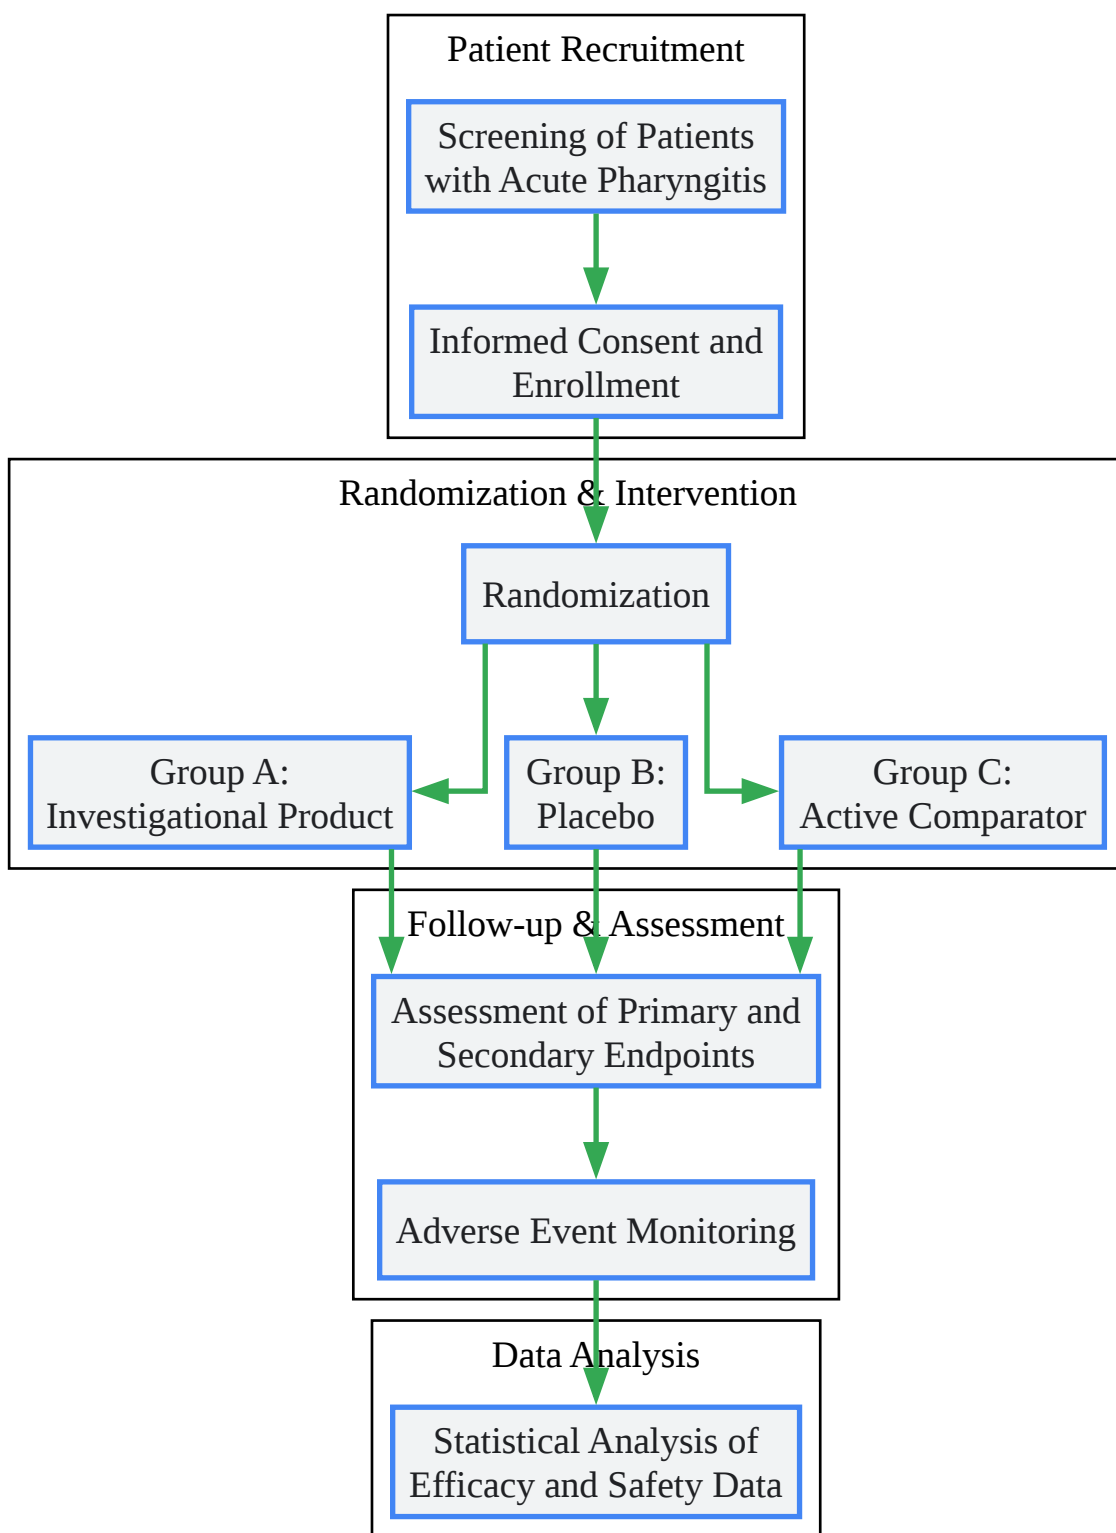 Patient Recruitment
Screening of Patients
with Acute Pharyngitis
Informed Consent and
Enrollment
Randomization & Intervention
Randomization
Group A:
Investigational Product
Group B:
Placebo
Group C:
Active Comparator
Follow-up & Assessment
Assessment of Primary and
Secondary Endpoints
Adverse Event Monitoring
Data Analysis
Statistical Analysis of
Efficacy and Safety Data